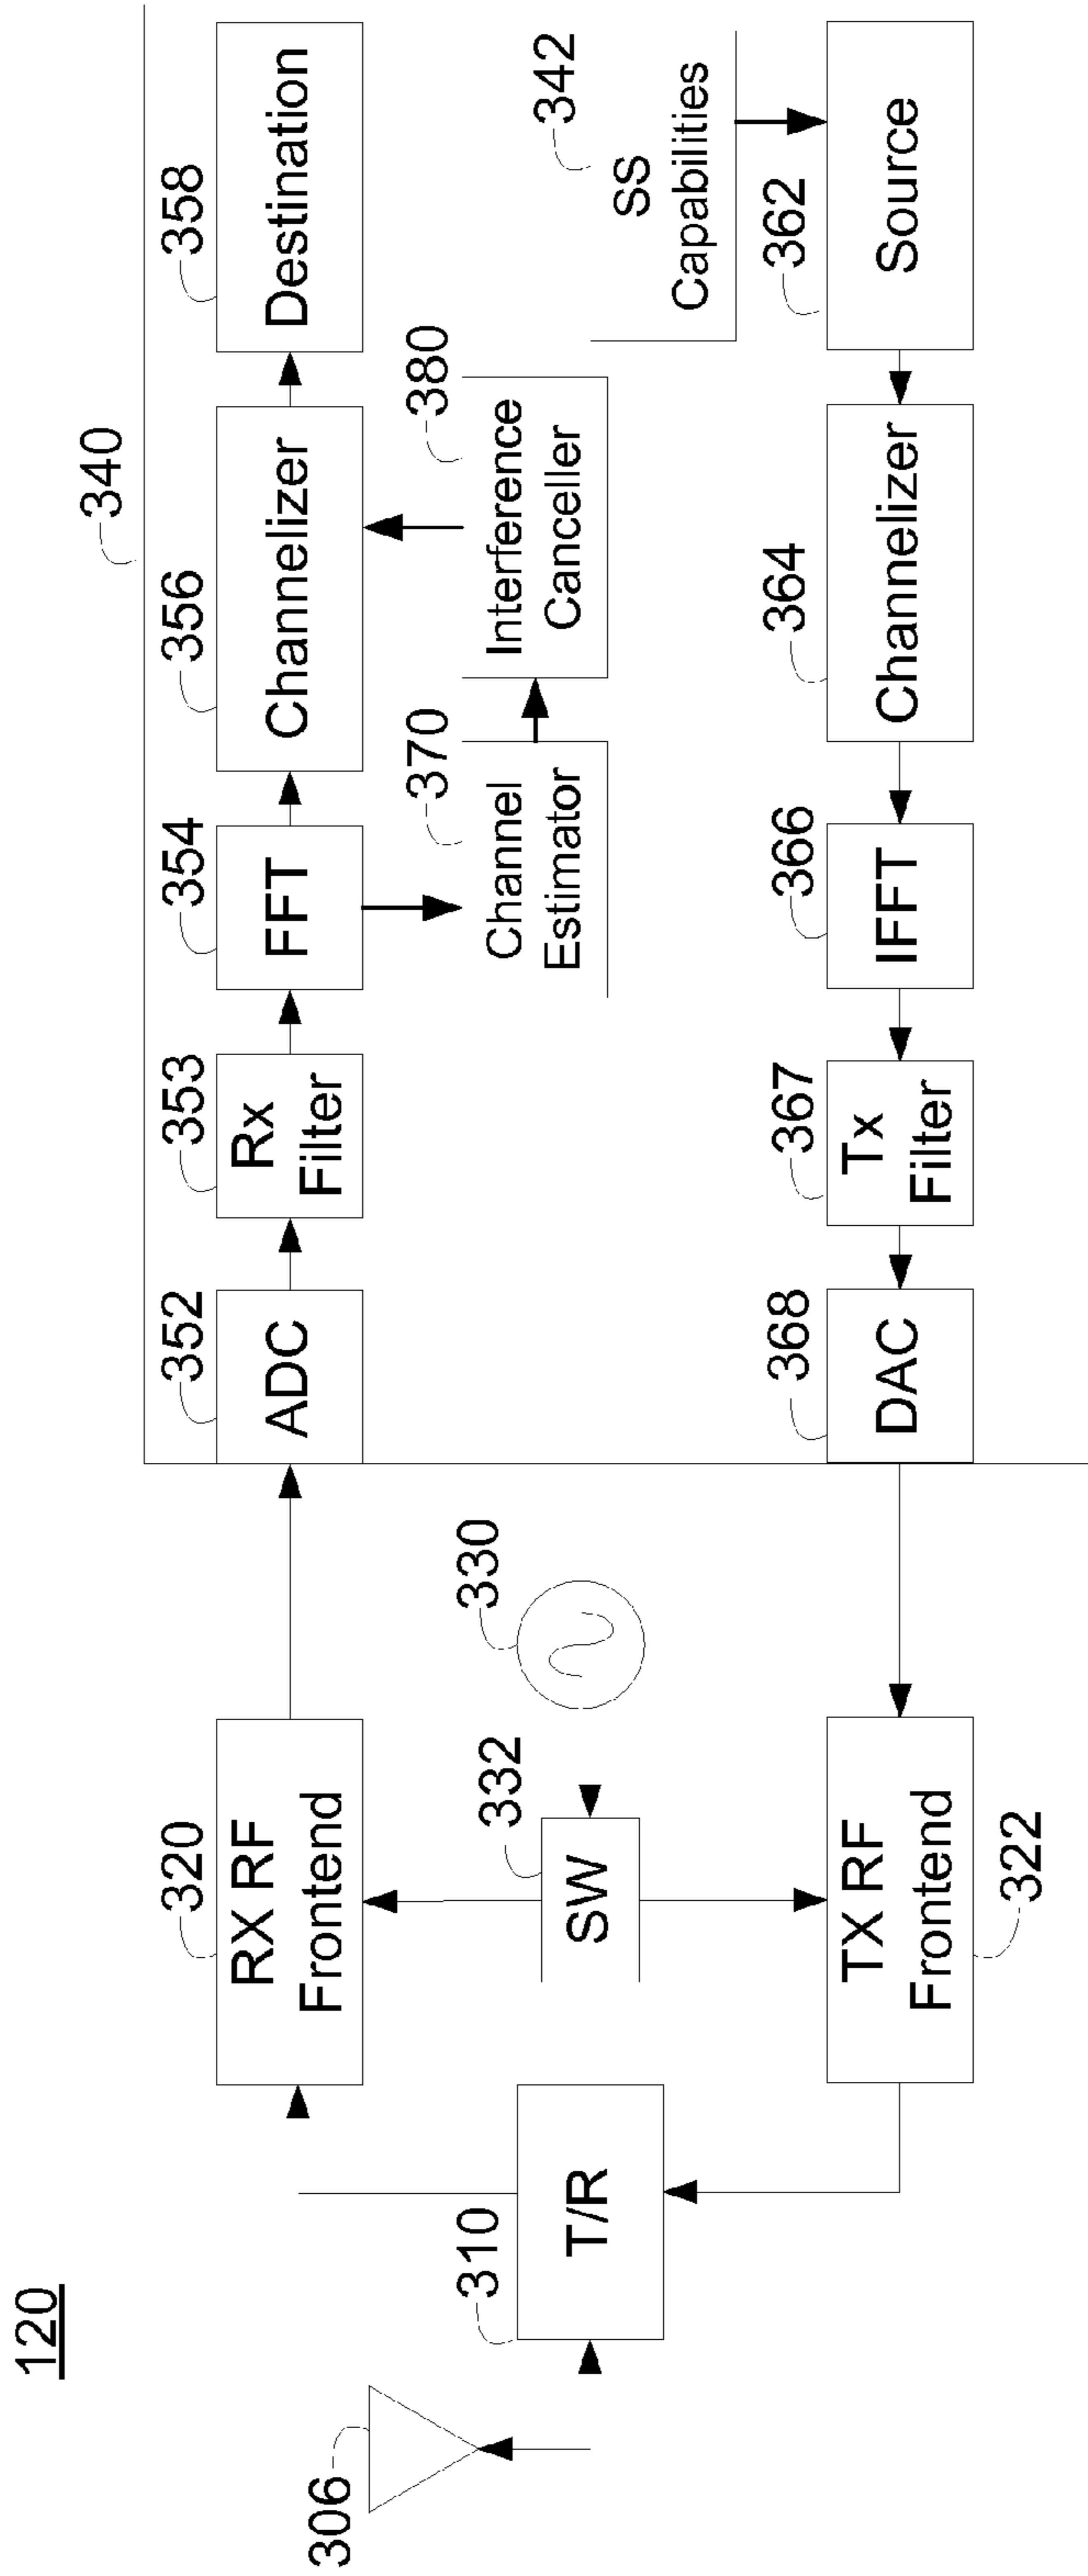 120
340
352
353
354
356
358
ADC
Rx
Filter
FFT
Channelizer
Destination
320
RX RF
Frontend
370
380
Channel
Estimator
Interference
Canceller
306
310
T/R
332
SW
330
342
SS
Capabilities
368
367
366
364
362
TX RF
Frontend
322
DAC
Tx
Filter
IFFT
Channelizer
Source